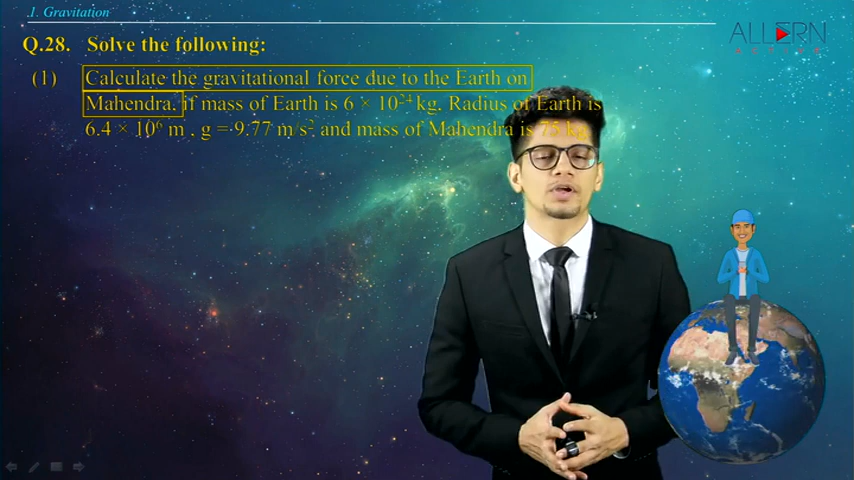 .1. Gravitation
ALLERN
Q.28. Solve the following:
(1) Calculate the gravitational force due to the Earth on
Mahendra, if mass of Earth is 6 × 10²⁴ kg. Radius of Earth is
6.4 × 10⁶ m , g = 9.77 m/s² and mass of Mahendra is 75 kg